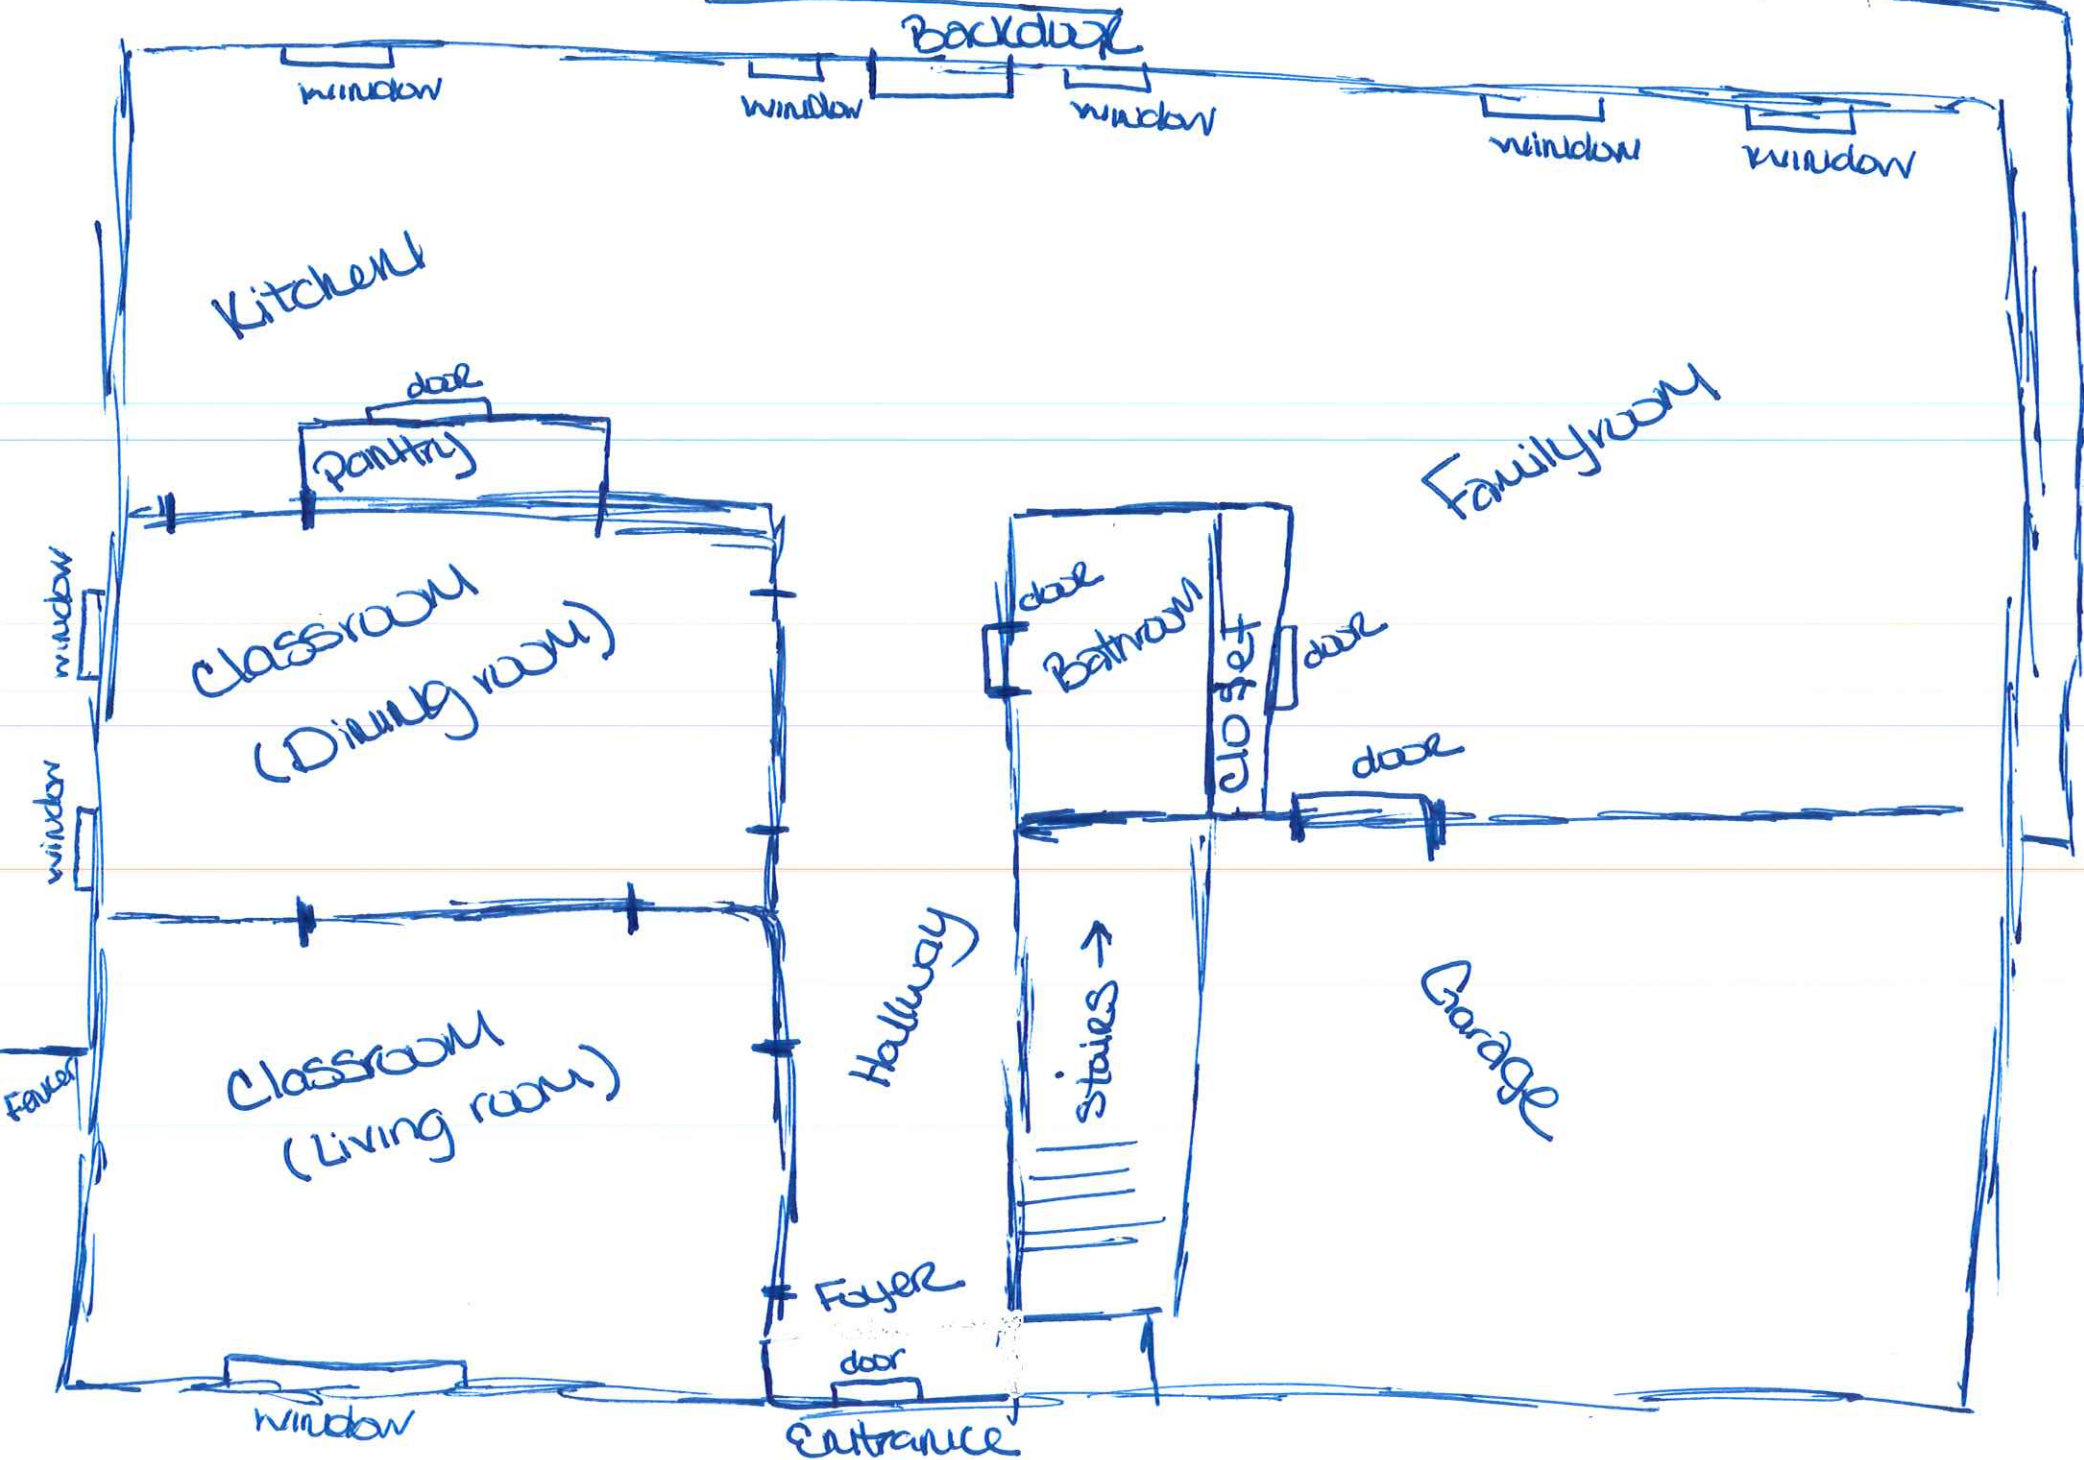 Backdoor
window
window
window
window
window
Kitchen
door
Pantry
Familyroom
window
Classroom
(Dining room)
door
Bathroom
Closet
door
door
window
Hallway
Stairs →
Garage
Classroom
(Living room)
Foyer
door
window
Entrance